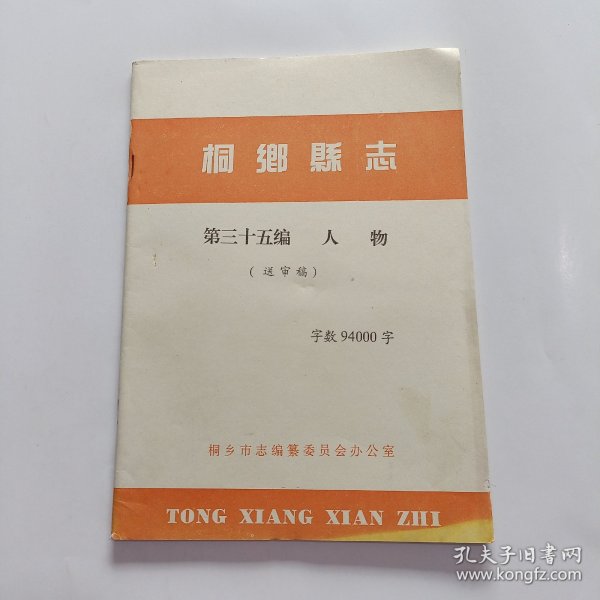 桐鄉縣志
第三十五编 人物
(送审稿)
字数94000字
桐乡市志编纂委员会办公室
TONG XIANG XIAN ZHI
孔夫子旧书网
www.kongfz.com